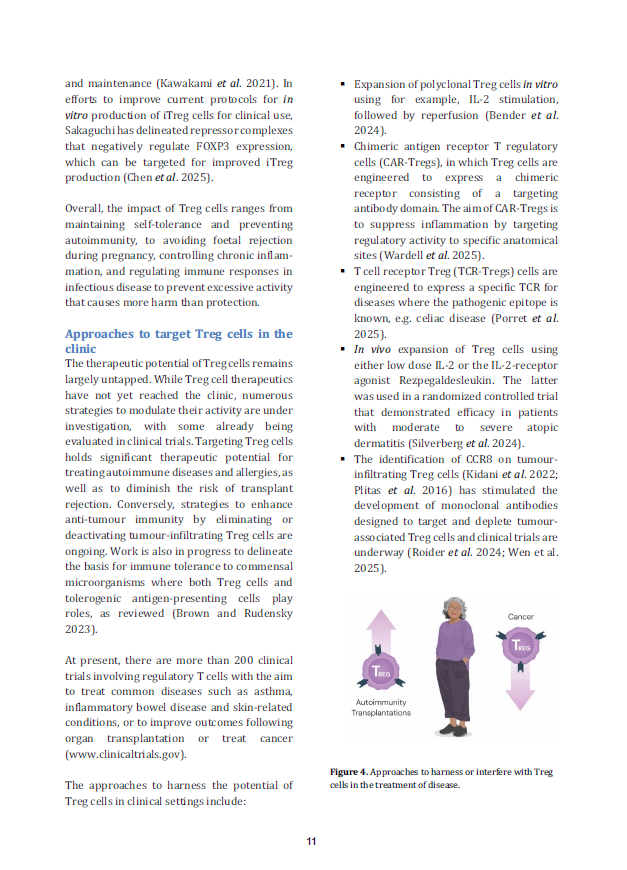 and maintenance (Kawakami et al. 2021). In
efforts to improve current protocols for in
vitro production of iTreg cells for clinical use,
Sakaguchi has delineated repressor complexes
that negatively regulate FOXP3 expression,
which can be targeted for improved iTreg
production (Chen et al. 2025).
Overall, the impact of Treg cells ranges from
maintaining self-tolerance and preventing
autoimmunity, to avoiding foetal rejection
during pregnancy, controlling chronic inflam-
mation, and regulating immune responses in
infectious disease to prevent excessive activity
that causes more harm than protection.
Approaches to target Treg cells in the
clinic
The therapeutic potential of Treg cells remains
largely untapped. While Treg cell therapeutics
have not yet reached the clinic, numerous
strategies to modulate their activity are under
investigation, with some already being
evaluated in clinical trials. Targeting Treg cells
holds significant therapeutic potential for
treating autoimmune diseases and allergies, as
well as to diminish the risk of transplant
rejection. Conversely, strategies to enhance
anti-tumour immunity by eliminating or
deactivating tumour-infiltrating Treg cells are
ongoing. Work is also in progress to delineate
the basis for immune tolerance to commensal
microorganisms where both Treg cells and
tolerogenic antigen-presenting cells play
roles, as reviewed (Brown and Rudensky
2023).
At present, there are more than 200 clinical
trials involving regulatory T cells with the aim
to treat common diseases such as asthma,
inflammatory bowel disease and skin-related
conditions, or to improve outcomes following
organ transplantation or treat cancer
(www.clinicaltrials.gov).
The approaches to harness the potential of
Treg cells in clinical settings include:
▪ Expansion of polyclonal Treg cells in vitro
using for example, IL-2 stimulation,
followed by reperfusion (Bender et al.
2024).
▪ Chimeric antigen receptor T regulatory
cells (CAR-Tregs), in which Treg cells are
engineered to express a chimeric
receptor consisting of a targeting
antibody domain. The aim of CAR-Tregs is
to suppress inflammation by targeting
regulatory activity to specific anatomical
sites (Wardell et al. 2025).
▪ T cell receptor Treg (TCR-Tregs) cells are
engineered to express a specific TCR for
diseases where the pathogenic epitope is
known, e.g. celiac disease (Porret et al.
2025).
▪ In vivo expansion of Treg cells using
either low dose IL-2 or the IL-2-receptor
agonist Rezpegaldesleukin. The latter
was used in a randomized controlled trial
that demonstrated efficacy in patients
with moderate to severe atopic
dermatitis (Silverberg et al. 2024).
▪ The identification of CCR8 on tumour-
infiltrating Treg cells (Kidani et al. 2022;
Plitas et al. 2016) has stimulated the
development of monoclonal antibodies
designed to target and deplete tumour-
associated Treg cells and clinical trials are
underway (Roider et al. 2024; Wen et al.
2025).
TREG
Autoimmunity
Transplantations
Cancer
TREG
Figure 4. Approaches to harness or interfere with Treg
cells in the treatment of disease.
11